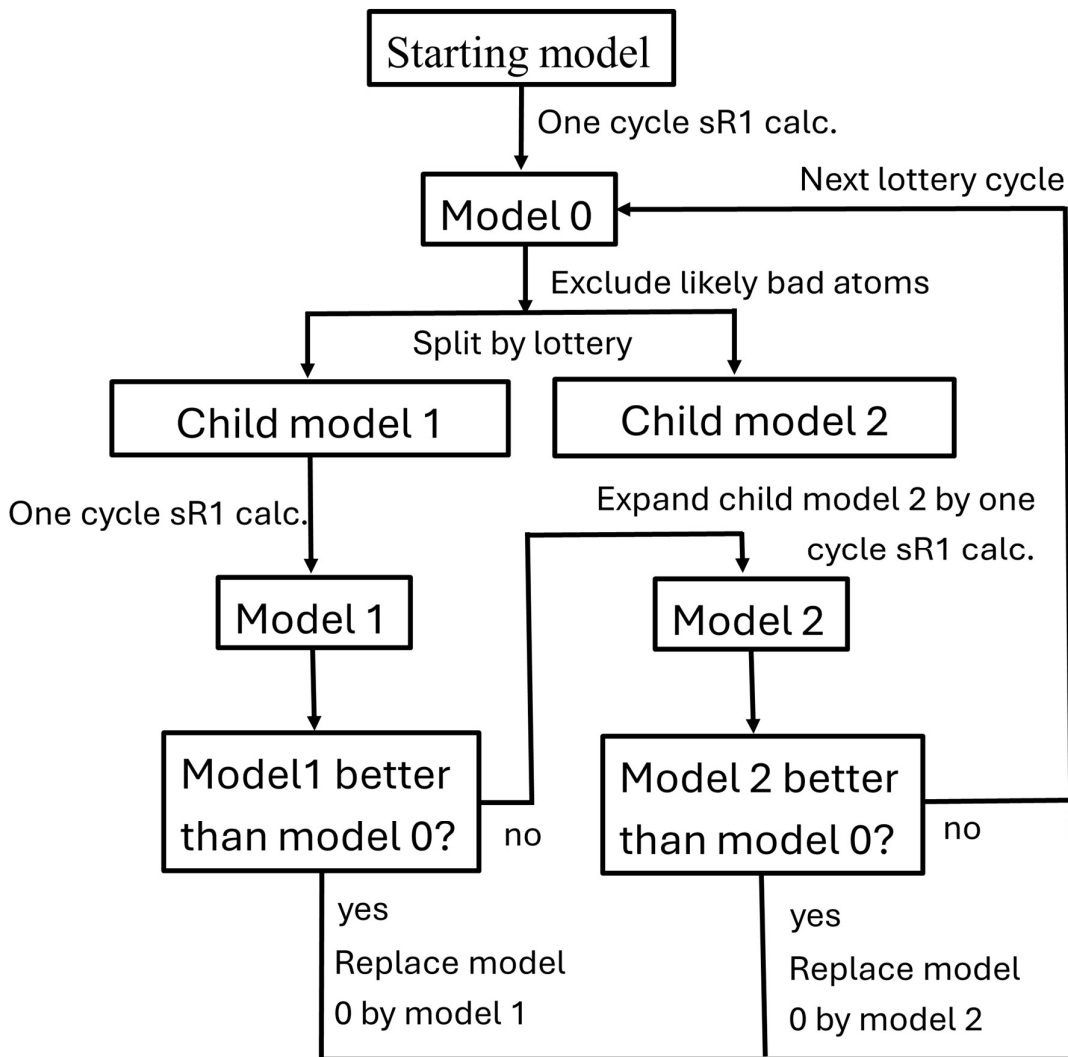 Starting model
One cycle sR1 calc.
Next lottery cycle
Model 0
Exclude likely bad atoms
Split by lottery
Child model 1
Child model 2
One cycle sR1 calc.
Expand child model 2 by one
cycle sR1 calc.
Model 1
Model 2
Model1 better
than model 0?
no
Model 2 better
than model 0?
no
yes
Replace model
0 by model 1
yes
Replace model
0 by model 2